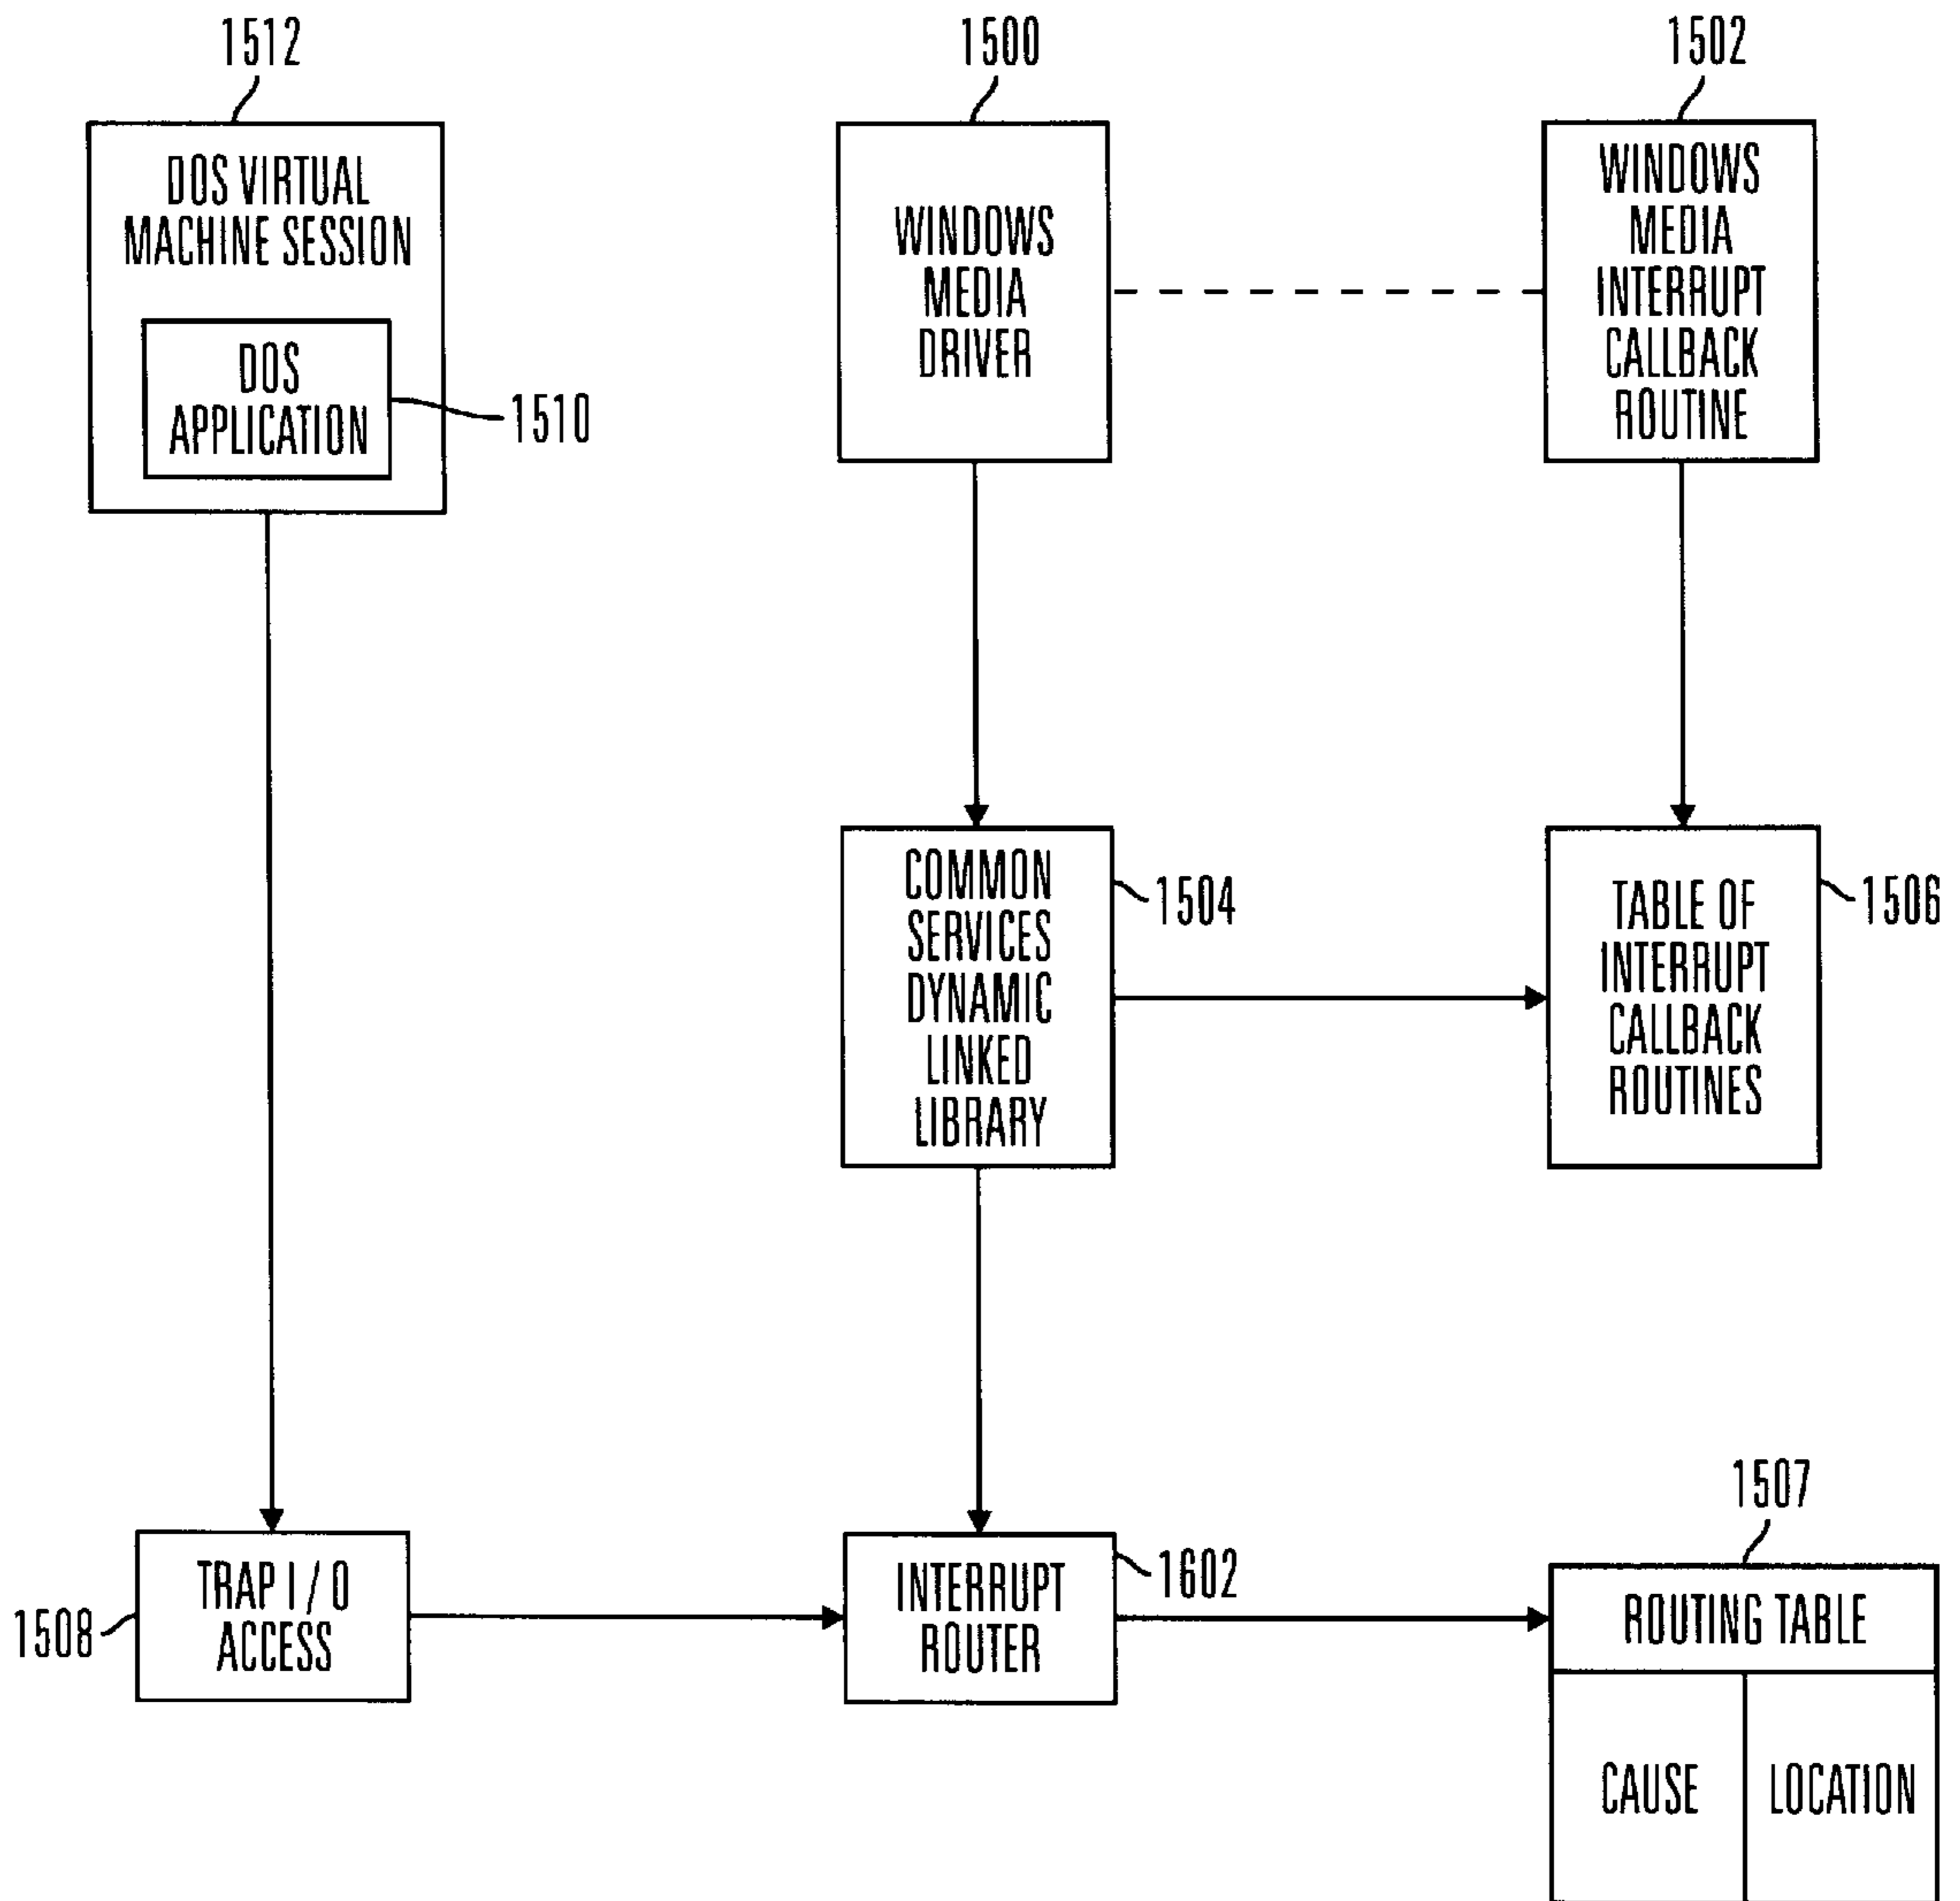 1512
1500
1502
DOS VIRTUAL
MACHINE SESSION
DOS
APPLICATION
1510
WINDOWS
MEDIA
DRIVER
WINDOWS
MEDIA
INTERRUPT
CALLBACK
ROUTINE
COMMON
SERVICES
DYNAMIC
LINKED
LIBRARY
1504
TABLE OF
INTERRUPT
CALLBACK
ROUTINES
1506
1508
TRAP I/O
ACCESS
INTERRUPT
ROUTER
1602
1507
ROUTING TABLE
CAUSE
LOCATION